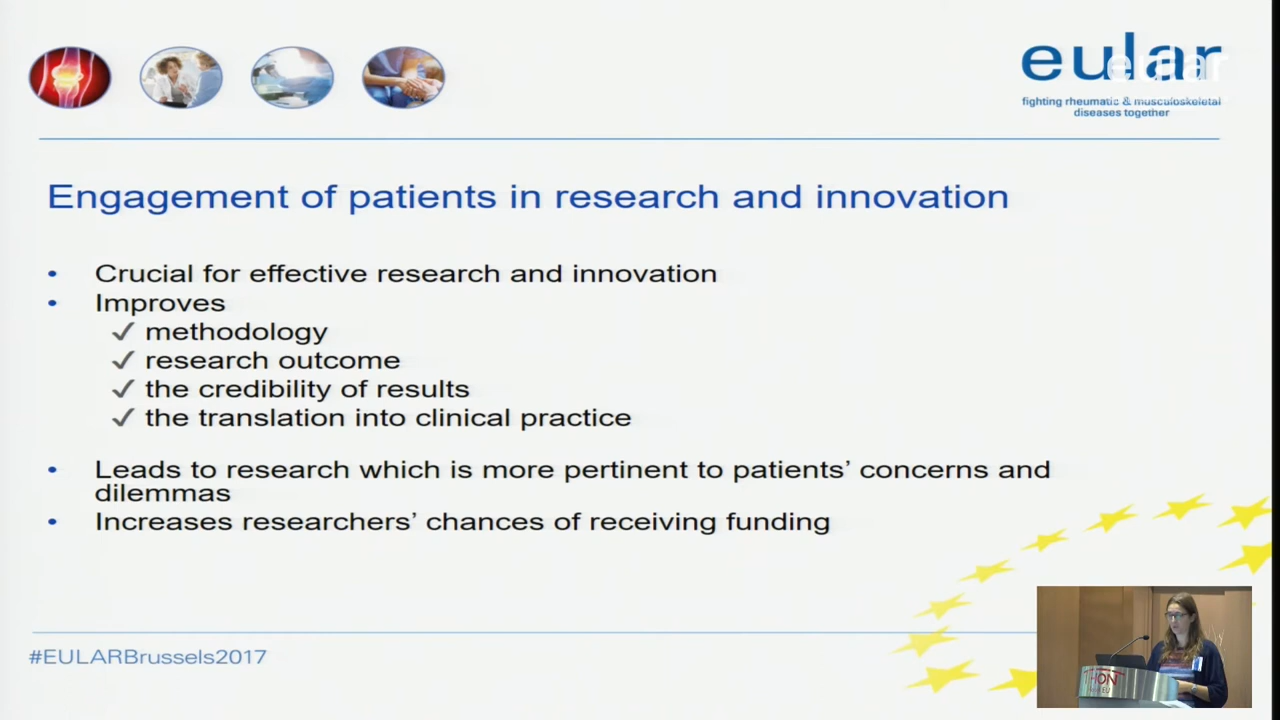 eular
fighting rheumatic & musculoskeletal
diseases together
Engagement of patients in research and innovation
• Crucial for effective research and innovation
• Improves
✓ methodology
✓ research outcome
✓ the credibility of results
✓ the translation into clinical practice
• Leads to research which is more pertinent to patients’ concerns and
dilemmas
• Increases researchers’ chances of receiving funding
#EULARBrussels2017
EU